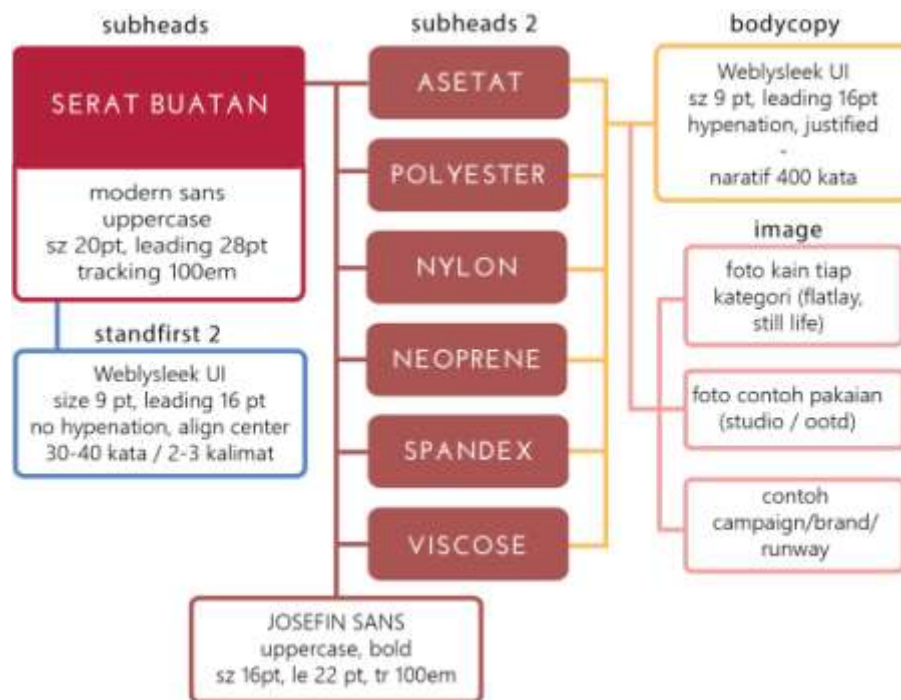 subheads
SERAT BUATAN
modern sans
uppercase
sz 20pt, leading 28pt
tracking 100em
standfirst 2
Weblysleek UI
size 9 pt, leading 16 pt
no hypenation, align center
30-40 kata / 2-3 kalimat
subheads 2
ASETAT
POLYESTER
NYLON
NEOPRENE
SPANDEX
VISCOSE
JOSEFIN SANS
uppercase, bold
sz 16pt, le 22 pt, tr 100em
bodycopy
Weblysleek UI
sz 9 pt, leading 16pt
hypenation, justified
-
naratif 400 kata
image
foto kain tiap
kategori (flatlay,
still life)
foto contoh pakaian
(studio / ootd)
contoh
campaign/brand/
runway